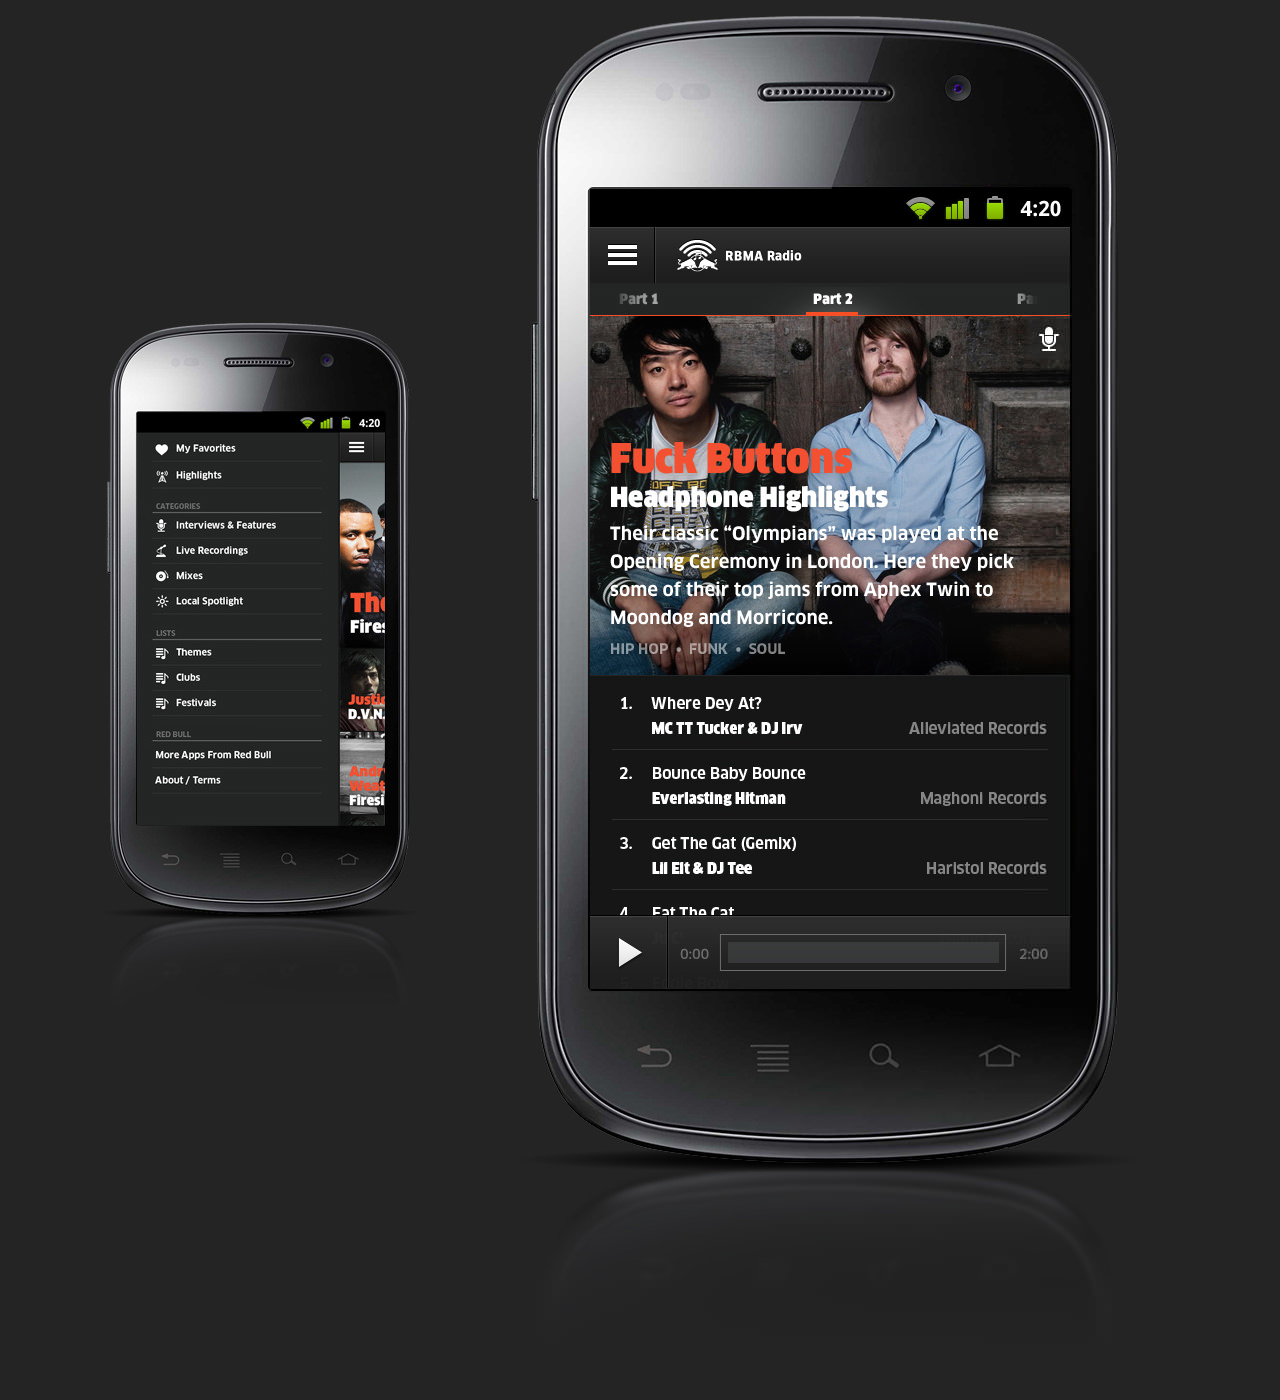 4:20
My Favorites
Highlights
CATEGORIES
Interviews & Features
Live Recordings
Mixes
Local Spotlight
LISTS
Themes
Clubs
Festivals
RED BULL
More Apps From Red Bull
About / Terms
The
Fires
Justic
D.V.N.
Andr
Weat
Firesi
4:20
RBMA Radio
Part 1 Part 2 Pa
Fuck Buttons
Headphone Highlights
Their classic “Olympians” was played at the
Opening Ceremony in London. Here they pick
some of their top jams from Aphex Twin to
Moondog and Morricone.
HIP HOP • FUNK • SOUL
1. Where Dey At?
MC TT Tucker & DJ Irv Alleviated Records
2. Bounce Baby Bounce
Everlasting Hitman Maghoni Records
3. Get The Gat (Gemix)
Lil Elt & DJ Tee Haristol Records
4. Eat The Cat
0:00 2:00